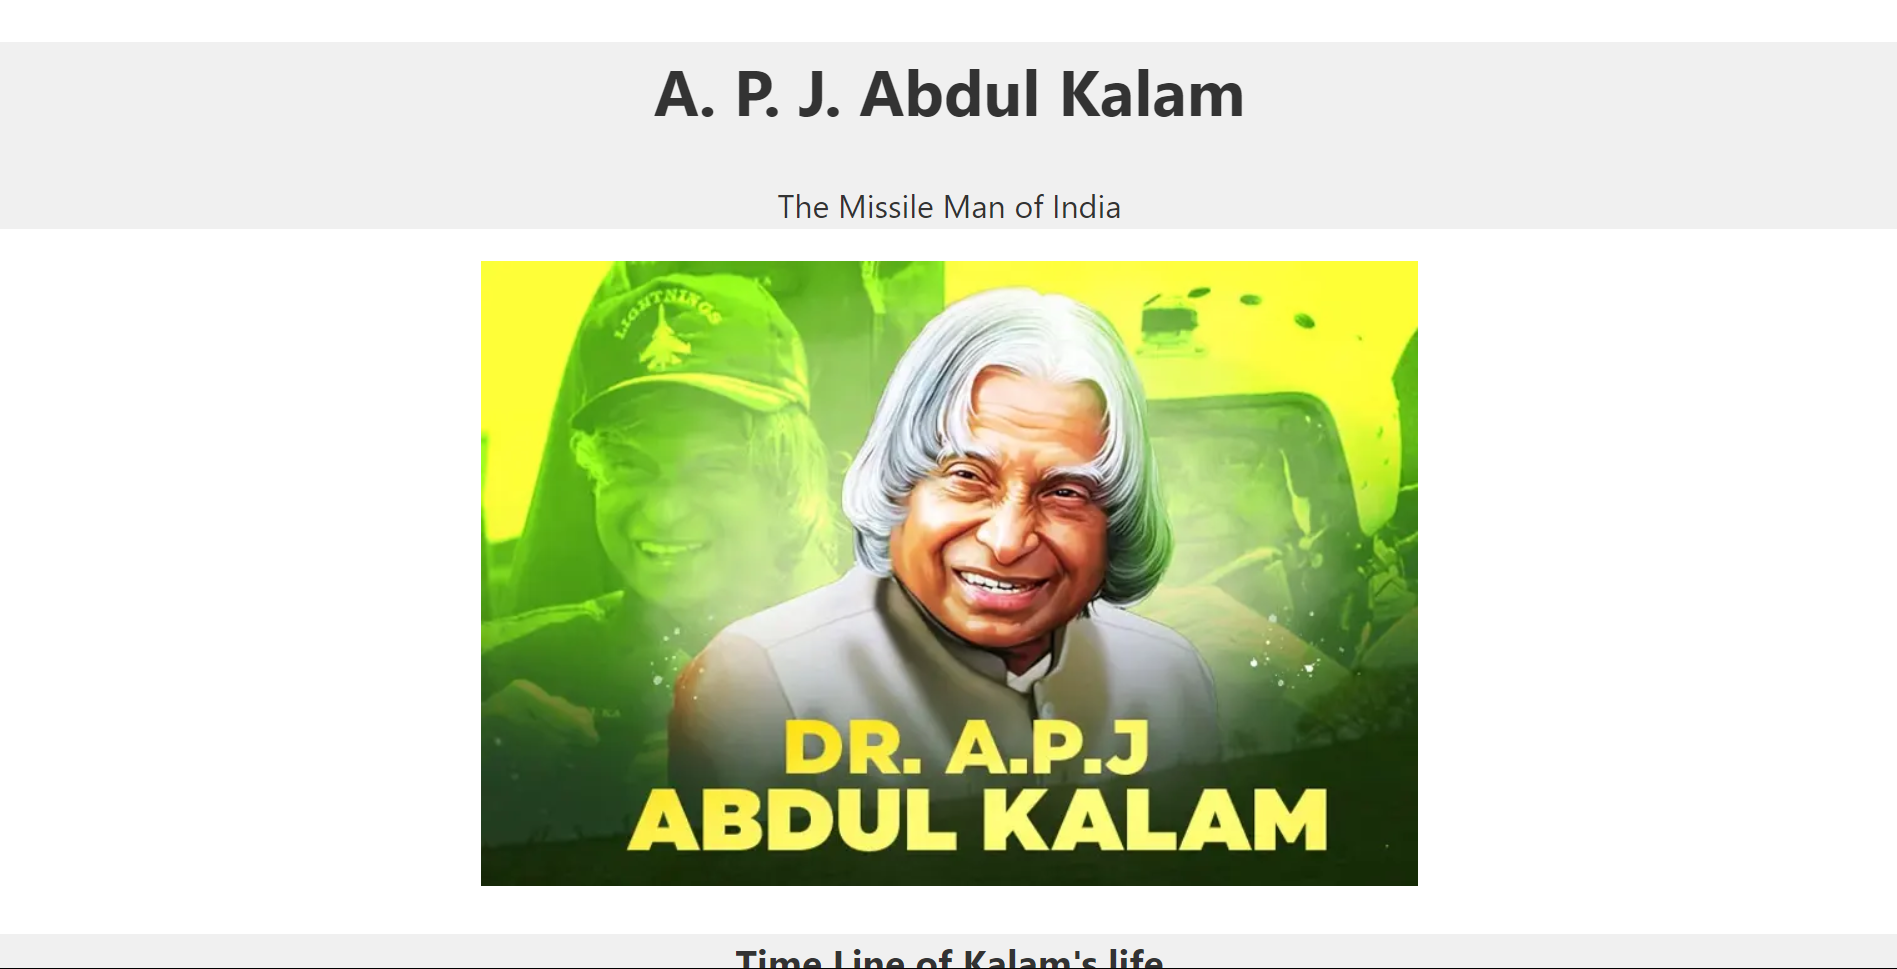 A. P. J. Abdul Kalam
The Missile Man of India
LIGHTNINGS
DR. A.P.J
ABDUL KALAM
Time Line of Kalam's life